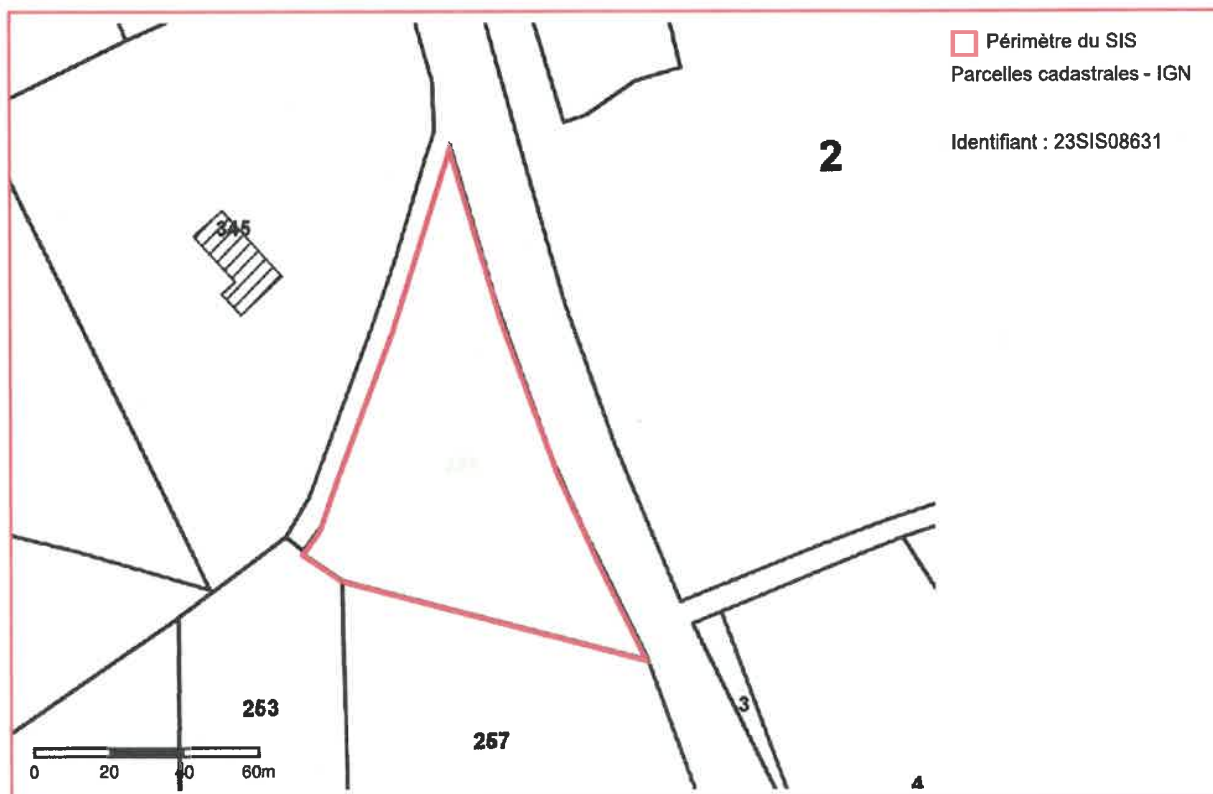 Périmètre du SIS
Parcelles cadastrales - IGN
Identifiant : 23SIS08631
2
345
253
257
3
4
0 20 40 60m